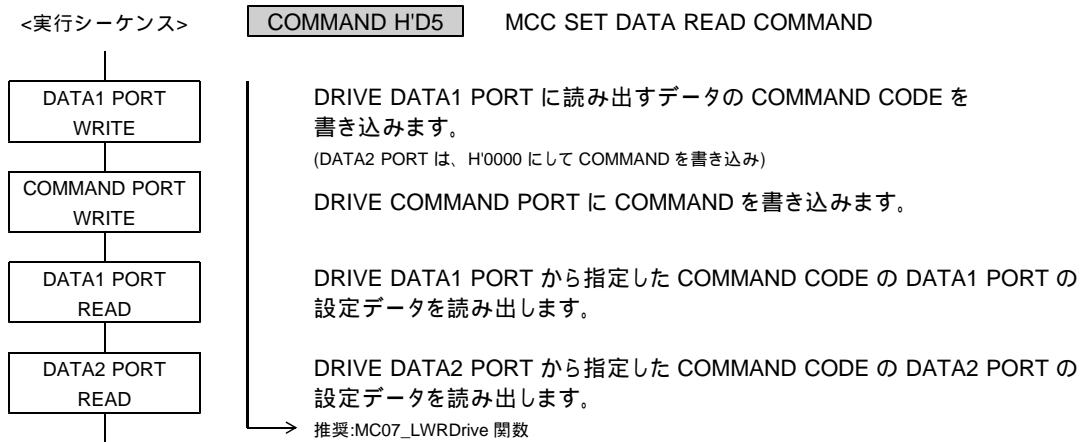 <実行シーケンス>
COMMAND H'D5 MCC SET DATA READ COMMAND
DATA1 PORT
WRITE
DRIVE DATA1 PORT に読み出すデータの COMMAND CODE を
書き込みます。
(DATA2 PORT は、H'0000 にして COMMAND を書き込み)
COMMAND PORT
WRITE
DRIVE COMMAND PORT に COMMAND を書き込みます。
DATA1 PORT
READ
DRIVE DATA1 PORT から指定した COMMAND CODE の DATA1 PORT の
設定データを読み出します。
DATA2 PORT
READ
DRIVE DATA2 PORT から指定した COMMAND CODE の DATA2 PORT の
設定データを読み出します。
推奨:MC07_LWRDrive 関数